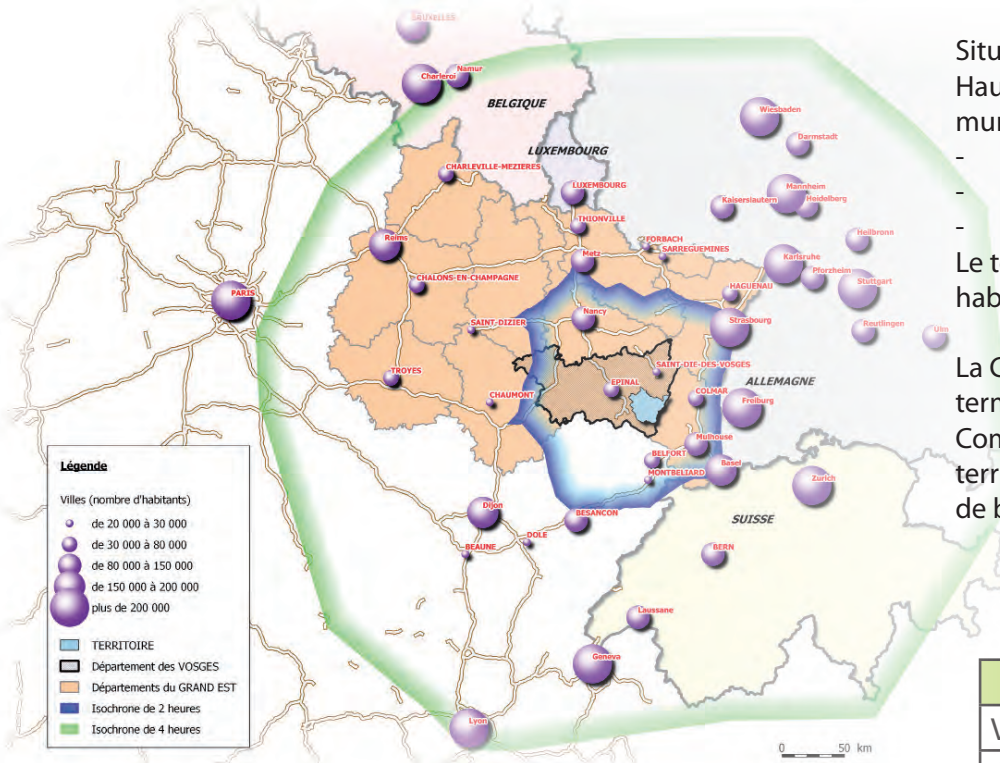 BRUXELLES
Charleroi
Namur
BELGIQUE
Wiesbaden
Darmstadt
LUXEMBOURG
CHARLEVILLE-MEZIERES
LUXEMBOURG
Mannheim
Heidelberg
Kaiserslautern
THIONVILLE
Reims
FORBACH
SARREGUEMINES
Heilbronn
Metz
Karlsruhe
Pforzheim
Stuttgart
CHALONS-EN-CHAMPAGNE
PARIS
HAGUENAU
Nancy
SAINT-DIZIER
Strasbourg
Reutlingen
Ulm
SAINT-DIE-DES-VOSGES
TROYES
EPINAL
ALLEMAGNE
CHAUMONT
COLMAR
Freiburg
Mulhouse
BELFORT
Basel
MONTBELIARD
Zurich
Dijon
BESANCON
SUISSE
DOLE
BEAUNE
BERN
Laussane
Geneva
Lyon
0 50 km
Légende
Villes (nombre d'habitants)
de 20 000 à 30 000
de 30 000 à 80 000
de 80 000 à 150 000
de 150 000 à 200 000
plus de 200 000
TERRITOIRE
Département des VOSGES
Départements du GRAND EST
Isochrone de 2 heures
Isochrone de 4 heures
Situ
Hau
mun
-
-
-
Le ta
hab
La C
term
Con
terr
de b
V